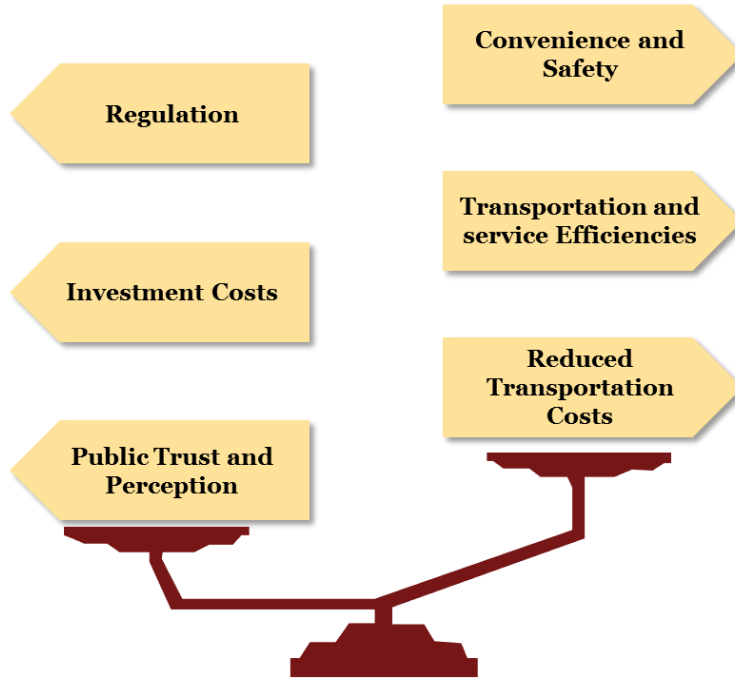 Regulation
Investment Costs
Public Trust and
Perception
Convenience and
Safety
Transportation and
service Efficiencies
Reduced
Transportation
Costs